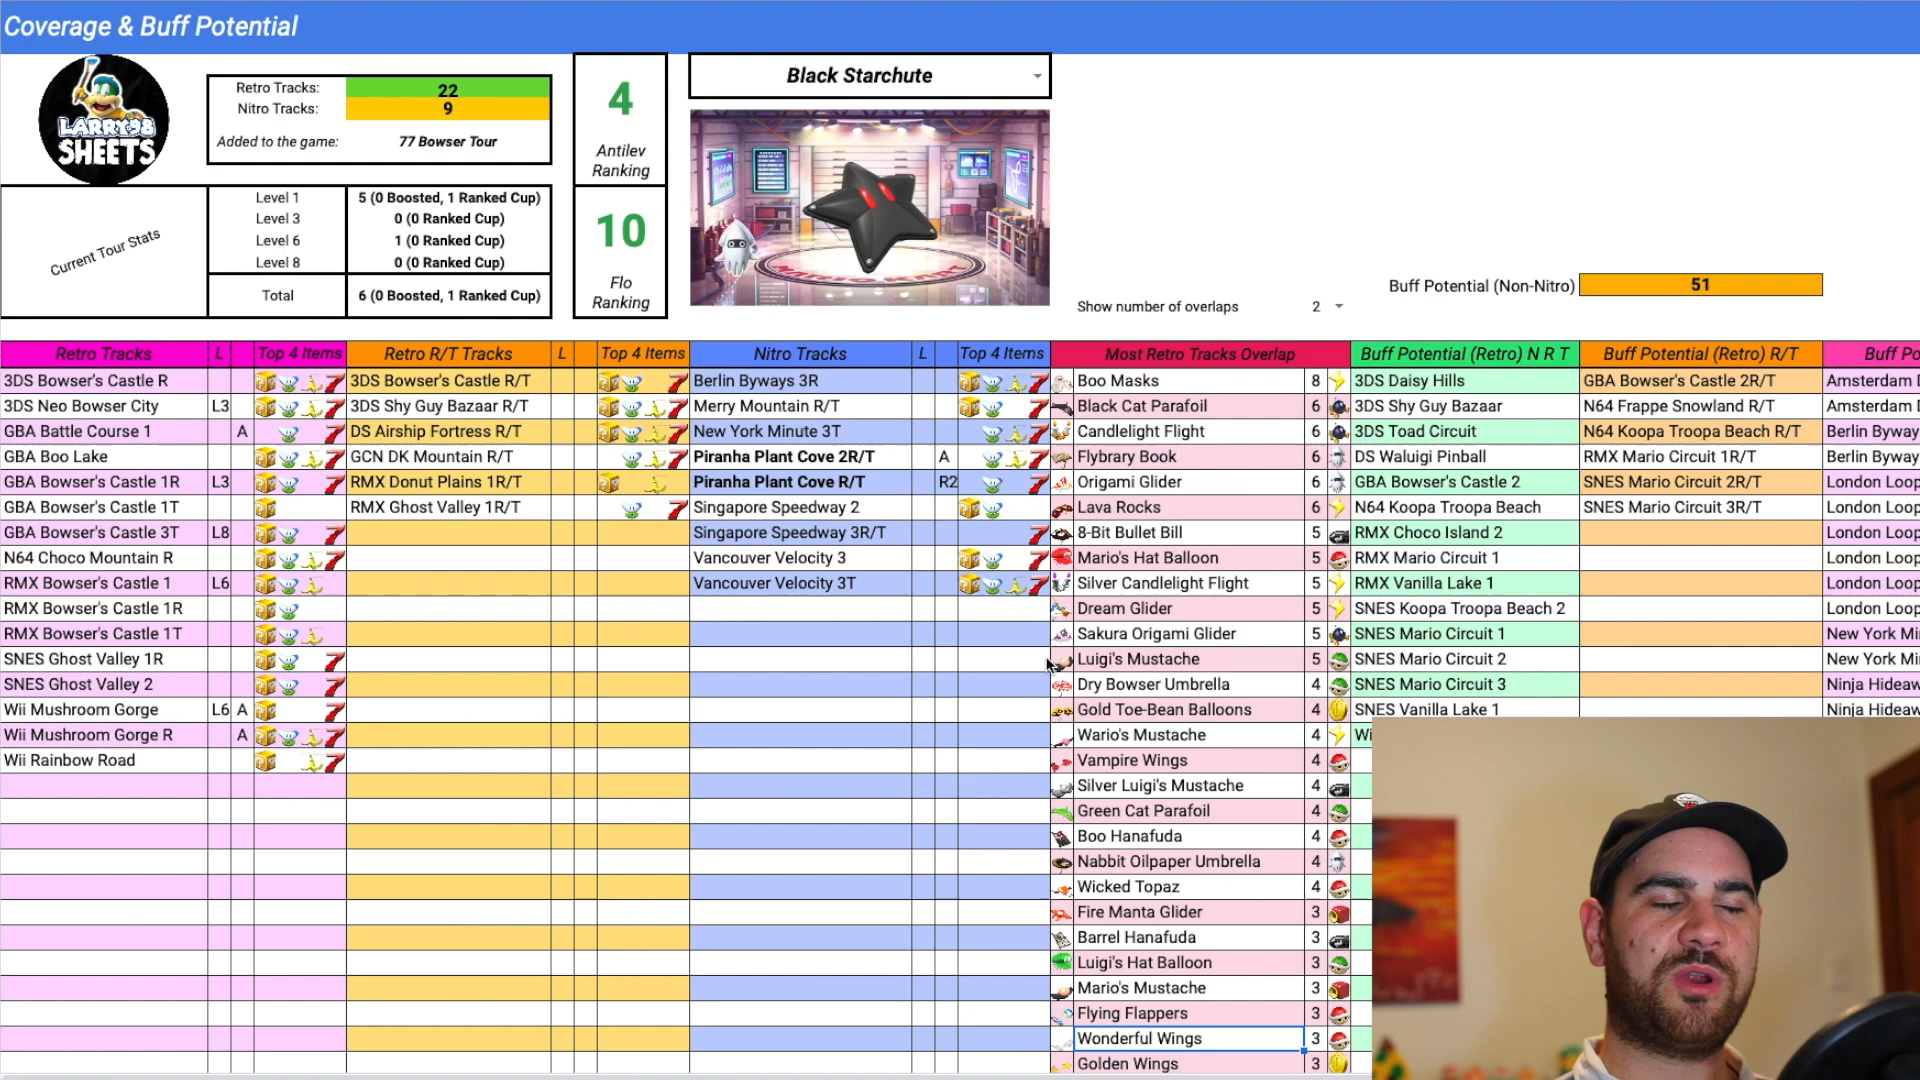 Coverage & Buff Potential
LARRY98
SHEETS
Retro Tracks: 22
Nitro Tracks: 9
Added to the game: 77 Bowser Tour
4
Antilev
Ranking
10
Flo
Ranking
Black Starchute
Current Tour Stats
Level 1 5 (0 Boosted, 1 Ranked Cup)
Level 3 0 (0 Ranked Cup)
Level 6 1 (0 Ranked Cup)
Level 8 0 (0 Ranked Cup)
Total 6 (0 Boosted, 1 Ranked Cup)
Show number of overlaps 2
Buff Potential (Non-Nitro) 51
Retro Tracks L Top 4 Items Retro R/T Tracks L Top 4 Items Nitro Tracks L Top 4 Items Most Retro Tracks Overlap Buff Potential (Retro) N R T Buff Potential (Retro) R/T Buff Po
3DS Bowser's Castle R 3DS Bowser's Castle R/T Berlin Byways 3R Boo Masks 8 3DS Daisy Hills GBA Bowser's Castle 2R/T Amsterdam
3DS Neo Bowser City L3 3DS Shy Guy Bazaar R/T Merry Mountain R/T Black Cat Parafoil 6 3DS Shy Guy Bazaar N64 Frappe Snowland R/T Amsterdam
GBA Battle Course 1 A DS Airship Fortress R/T New York Minute 3T Candlelight Flight 6 3DS Toad Circuit N64 Koopa Troopa Beach R/T Berlin Byway
GBA Boo Lake GCN DK Mountain R/T Piranha Plant Cove 2R/T A Flybrary Book 6 DS Waluigi Pinball RMX Mario Circuit 1R/T Berlin Byway
GBA Bowser's Castle 1R L3 RMX Donut Plains 1R/T Piranha Plant Cove R/T R2 Origami Glider 6 GBA Bowser's Castle 2 SNES Mario Circuit 2R/T London Loop
GBA Bowser's Castle 1T RMX Ghost Valley 1R/T Singapore Speedway 2 Lava Rocks 6 N64 Koopa Troopa Beach SNES Mario Circuit 3R/T London Loop
GBA Bowser's Castle 3T L8 Singapore Speedway 3R/T 8-Bit Bullet Bill 5 RMX Choco Island 2 London Loop
N64 Choco Mountain R Vancouver Velocity 3 Mario's Hat Balloon 5 RMX Mario Circuit 1 London Loop
RMX Bowser's Castle 1 L6 Vancouver Velocity 3T Silver Candlelight Flight 5 RMX Vanilla Lake 1 London Loop
RMX Bowser's Castle 1R Dream Glider 5 SNES Koopa Troopa Beach 2 London Loop
RMX Bowser's Castle 1T Sakura Origami Glider 5 SNES Mario Circuit 1 New York Mi
SNES Ghost Valley 1R Luigi's Mustache 5 SNES Mario Circuit 2 New York Mi
SNES Ghost Valley 2 Dry Bowser Umbrella 4 SNES Mario Circuit 3 Ninja Hideaw
Wii Mushroom Gorge L6 A Gold Toe-Bean Balloons 4 SNES Vanilla Lake 1 Ninja Hideaw
Wii Mushroom Gorge R A Wario's Mustache 4 Wi
Wii Rainbow Road Vampire Wings 4
Silver Luigi's Mustache 4
Green Cat Parafoil 4
Boo Hanafuda 4
Nabbit Oilpaper Umbrella 4
Wicked Topaz 4
Fire Manta Glider 3
Barrel Hanafuda 3
Luigi's Hat Balloon 3
Mario's Mustache 3
Flying Flappers 3
Wonderful Wings 3
Golden Wings 3